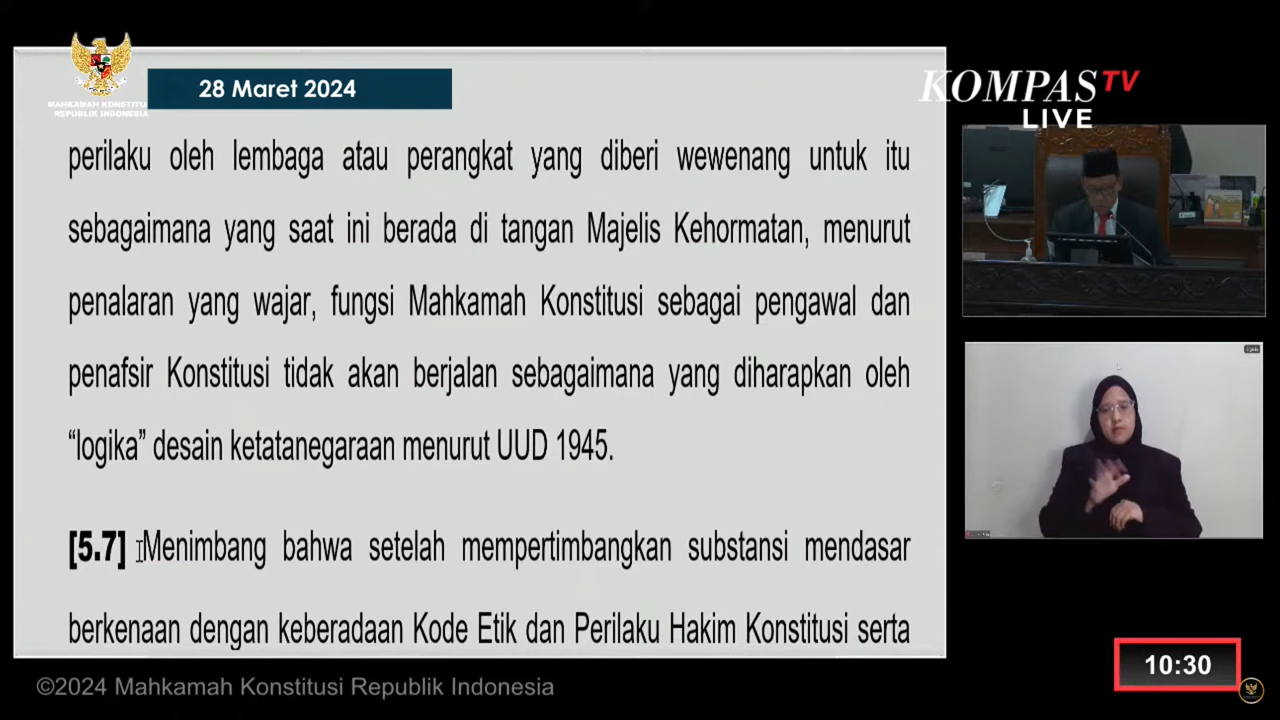 MAHKAMAH KONSTITUSI
REPUBLIK INDONESIA
28 Maret 2024
KOMPAS TV
LIVE
perilaku oleh lembaga atau perangkat yang diberi wewenang untuk itu
sebagaimana yang saat ini berada di tangan Majelis Kehormatan, menurut
penalaran yang wajar, fungsi Mahkamah Konstitusi sebagai pengawal dan
penafsir Konstitusi tidak akan berjalan sebagaimana yang diharapkan oleh
“logika” desain ketatanegaraan menurut UUD 1945.
[5.7] Menimbang bahwa setelah mempertimbangkan substansi mendasar
berkenaan dengan keberadaan Kode Etik dan Perilaku Hakim Konstitusi serta
©2024 Mahkamah Konstitusi Republik Indonesia
10:30